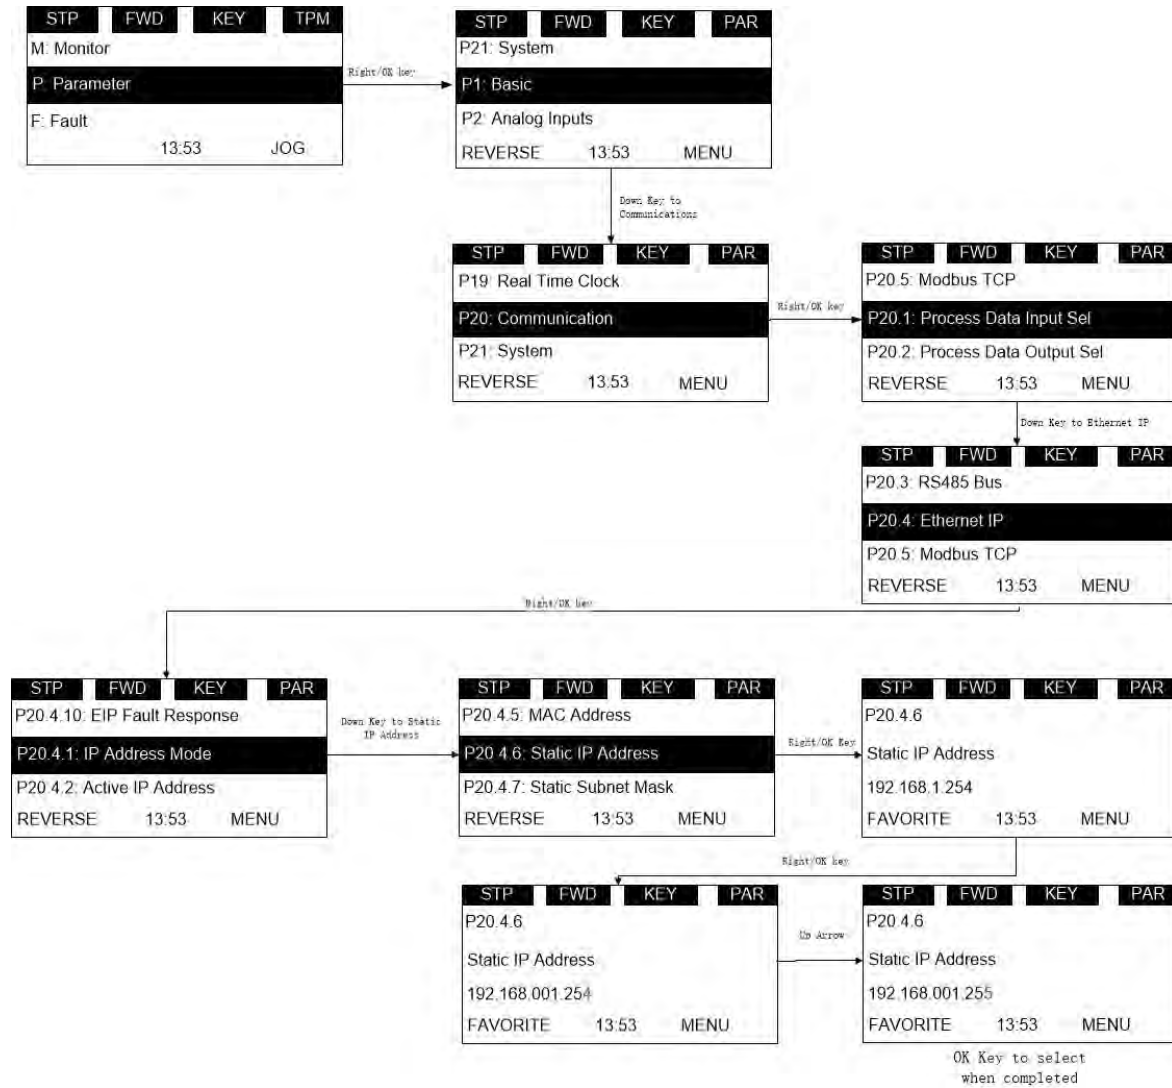 STP FWD KEY TPM
M: Monitor
P: Parameter
F: Fault
13:53 JOG
Right/OK key
STP FWD KEY PAR
P21: System
P1: Basic
P2: Analog Inputs
REVERSE 13:53 MENU
Down Key to
Communications
STP FWD KEY PAR
P19: Real Time Clock
P20: Communication
P21: System
REVERSE 13:53 MENU
Right/OK key
STP FWD KEY PAR
P20.5: Modbus TCP
P20.1: Process Data Input Sel
P20.2: Process Data Output Sel
REVERSE 13:53 MENU
Down Key to Ethernet IP
STP FWD KEY PAR
P20.3: RS485 Bus
P20.4: Ethernet IP
P20.5: Modbus TCP
REVERSE 13:53 MENU
Right/OK key
STP FWD KEY PAR
P20.4.10: EIP Fault Response
P20.4.1: IP Address Mode
P20.4.2: Active IP Address
REVERSE 13:53 MENU
Down Key to Static
IP Address
STP FWD KEY PAR
P20.4.5: MAC Address
P20.4.6: Static IP Address
P20.4.7: Static Subnet Mask
REVERSE 13:53 MENU
Right/OK Key
STP FWD KEY PAR
P20.4.6
Static IP Address
192.168.1.254
FAVORITE 13:53 MENU
Right/OK key
STP FWD KEY PAR
P20.4.6
Static IP Address
192.168.001.254
FAVORITE 13:53 MENU
Up Arrow
STP FWD KEY PAR
P20.4.6
Static IP Address
192.168.001.255
FAVORITE 13:53 MENU
OK Key to select
when completed